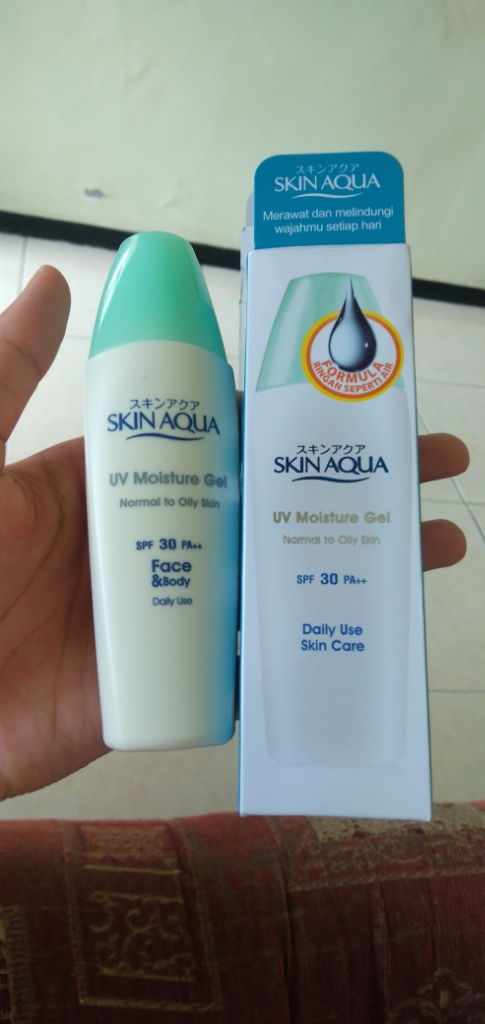 スキンアクア
SKIN AQUA
UV Moisture Gel
Normal to Oily Skin
SPF 30 PA++
Face
&Body
Daily Use
スキンアクア
SKIN AQUA
Merawat dan melindungi
wajahmu setiap hari
FORMULA
RINGAN SEPERTI AIR
スキンアクア
SKIN AQUA
UV Moisture Gel
Normal to Oily Skin
SPF 30 PA++
Daily Use
Skin Care